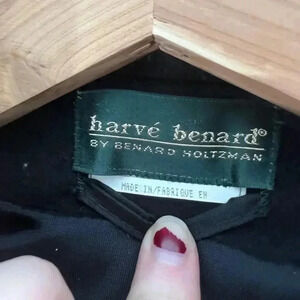 harvé benard®
BY BENARD HOLTZMAN
MADE IN/FABRIQUE EN